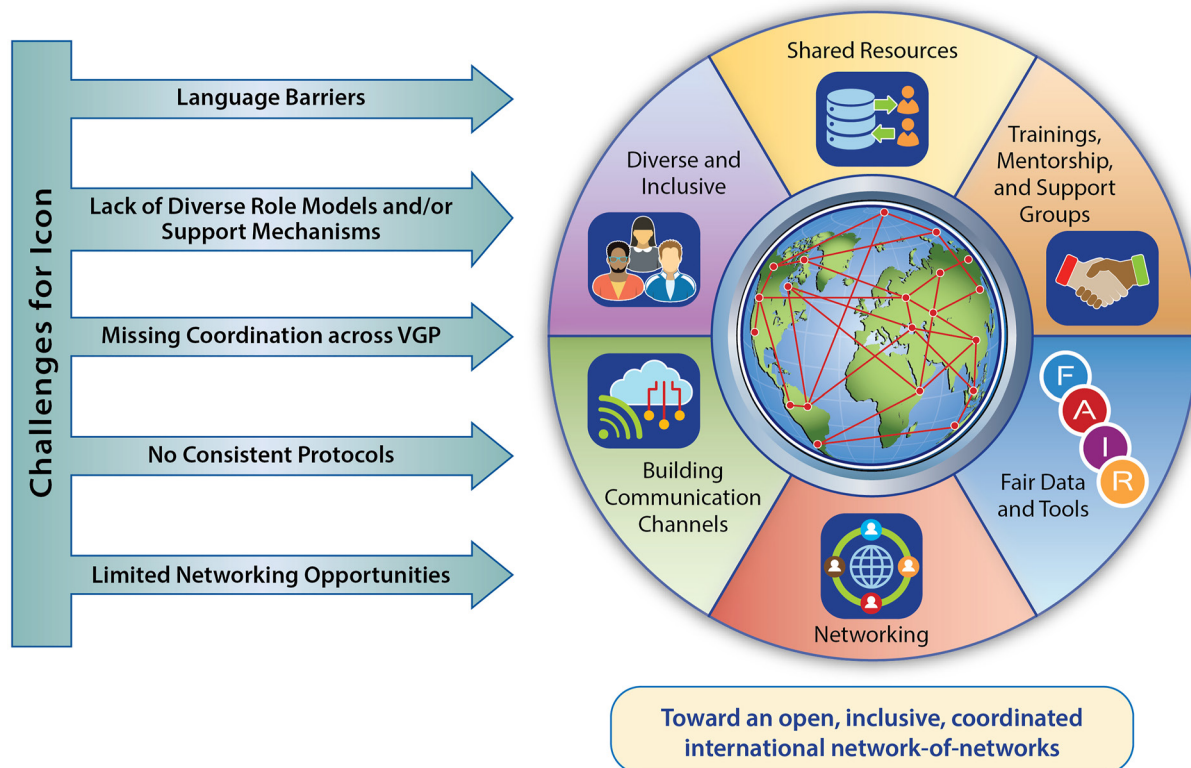 Challenges for Icon
Language Barriers
Lack of Diverse Role Models and/or
Support Mechanisms
Missing Coordination across VGP
No Consistent Protocols
Limited Networking Opportunities
Shared Resources
Trainings,
Mentorship,
and Support
Groups
Fair Data
and Tools
F
A
I
R
Networking
Building
Communication
Channels
Diverse and
Inclusive
Toward an open, inclusive, coordinated
international network-of-networks